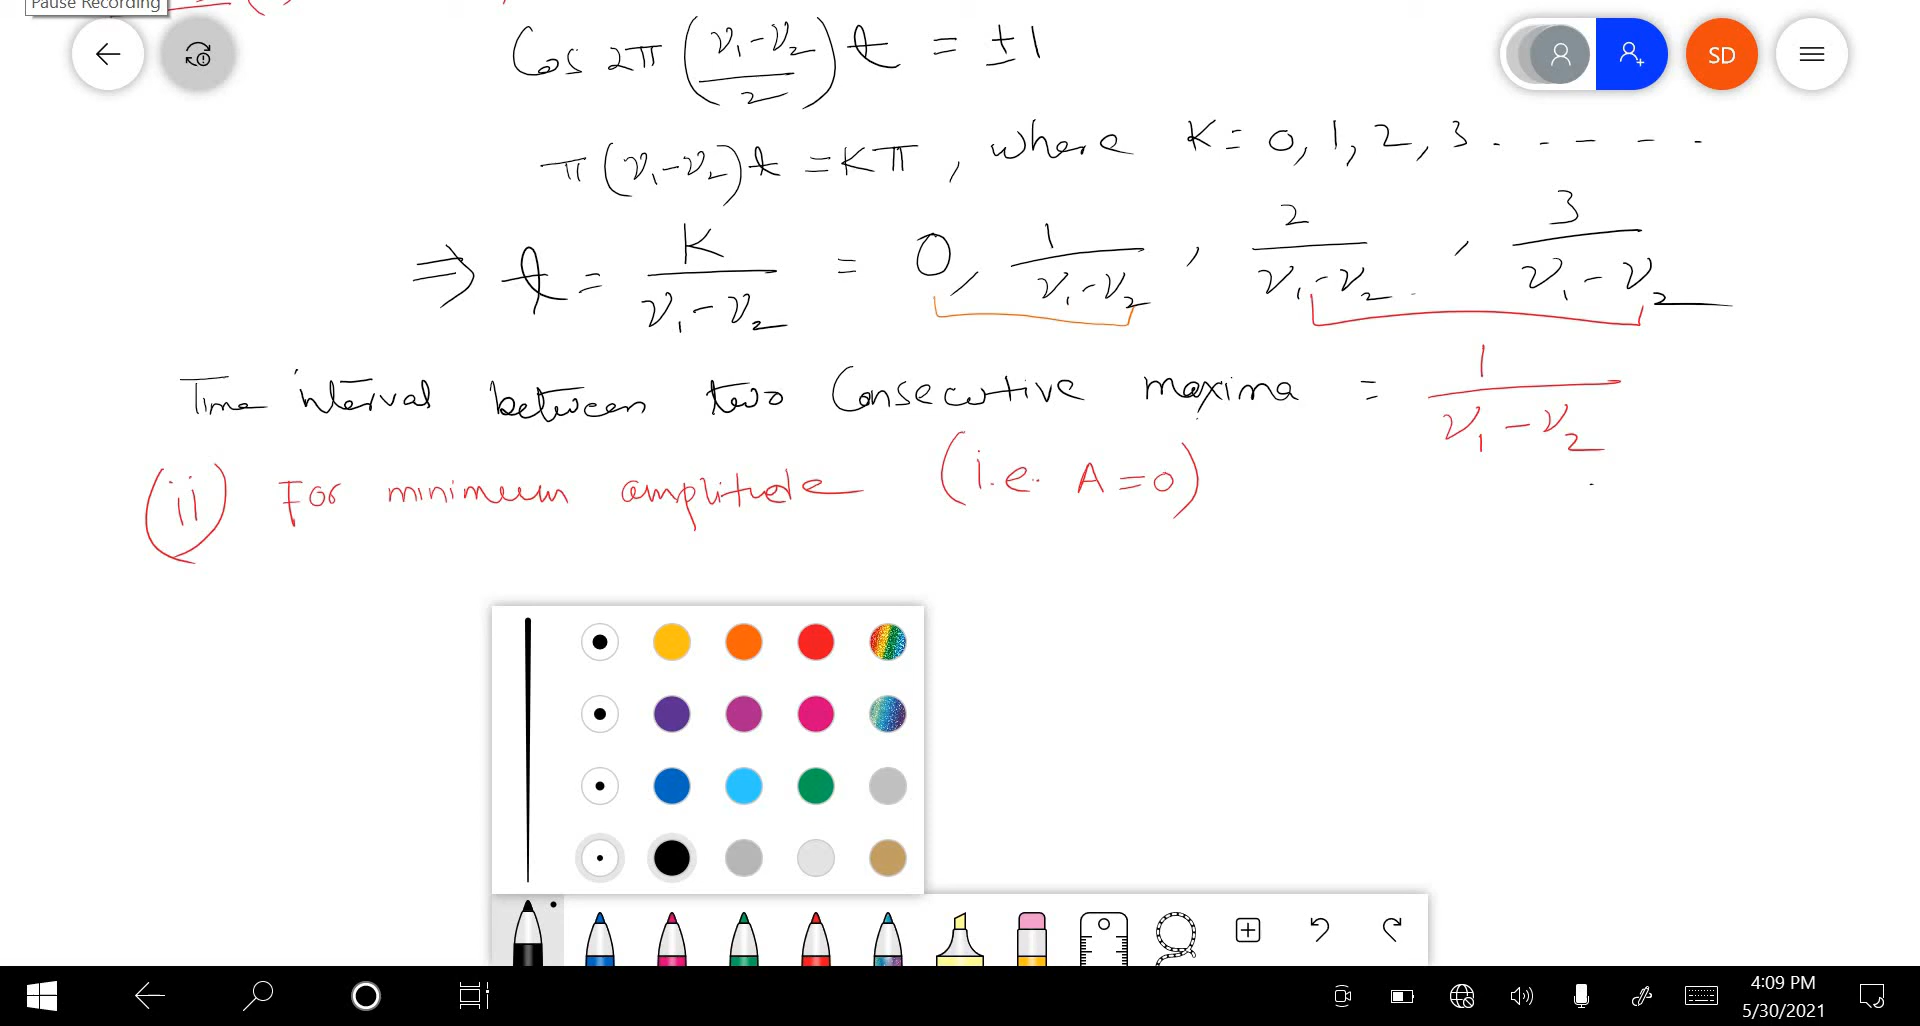 Pause Recording
Cos 2π (ν₁-ν₂/2) t = ±1
SD
π(ν₁-ν₂)t = Kπ, where K = 0, 1, 2, 3 . . - - - .
⇒ t = K/(ν₁-ν₂) = 0, 1/(ν₁-ν₂), 2/(ν₁-ν₂), 3/(ν₁-ν₂)
Time interval between two Consecutive maxima = 1/(ν₁-ν₂)
(ii) For minimum amplitude (i.e. A = 0)
4:09 PM
5/30/2021